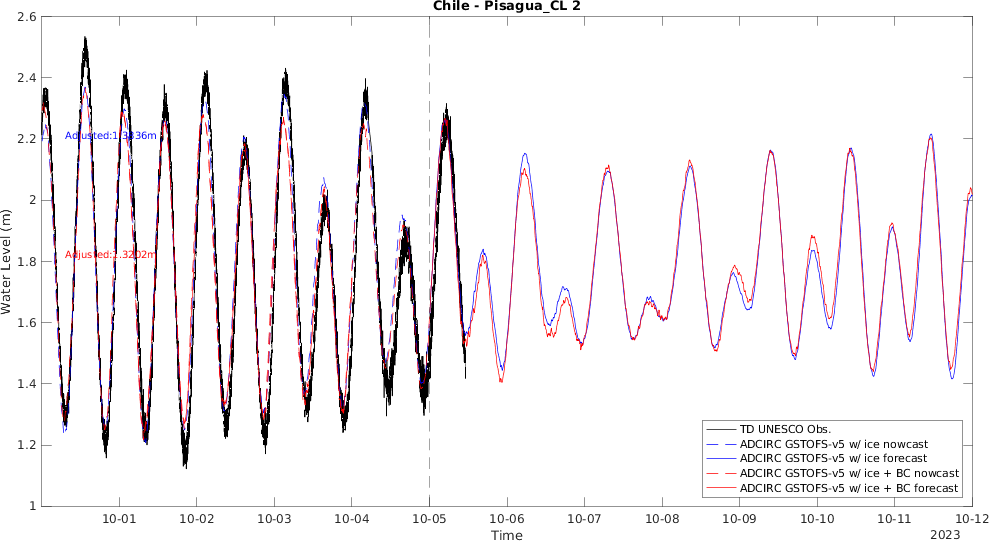 Chile - Pisagua_CL 2
2.6
2.4
2.2
2
1.8
1.6
1.4
1.2
1
Water Level (m)
Adjusted:1.3336m
10-01 10-02 10-03 10-04 10-05 10-06 10-07 10-08 10-09 10-10 10-11 10-12
Time
2023
TD UNESCO Obs.
ADCIRC GSTOFS-v5 w/ ice nowcast
ADCIRC GSTOFS-v5 w/ ice forecast
ADCIRC GSTOFS-v5 w/ ice + BC nowcast
ADCIRC GSTOFS-v5 w/ ice + BC forecast